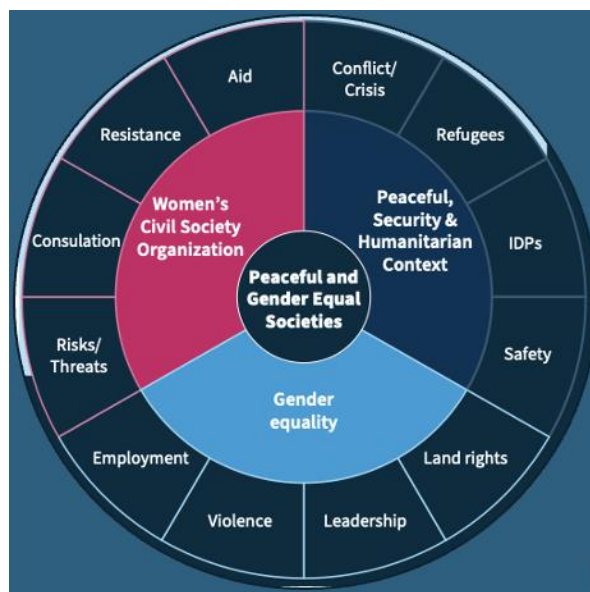 Aid
Conflict/
Crisis
Resistance
Refugees
Women's
Civil Society
Organization
Peaceful,
Security &
Humanitarian
Context
Consulation
IDPs
Peaceful and
Gender Equal
Societies
Risks/
Threats
Safety
Gender
equality
Employment
Land rights
Violence
Leadership